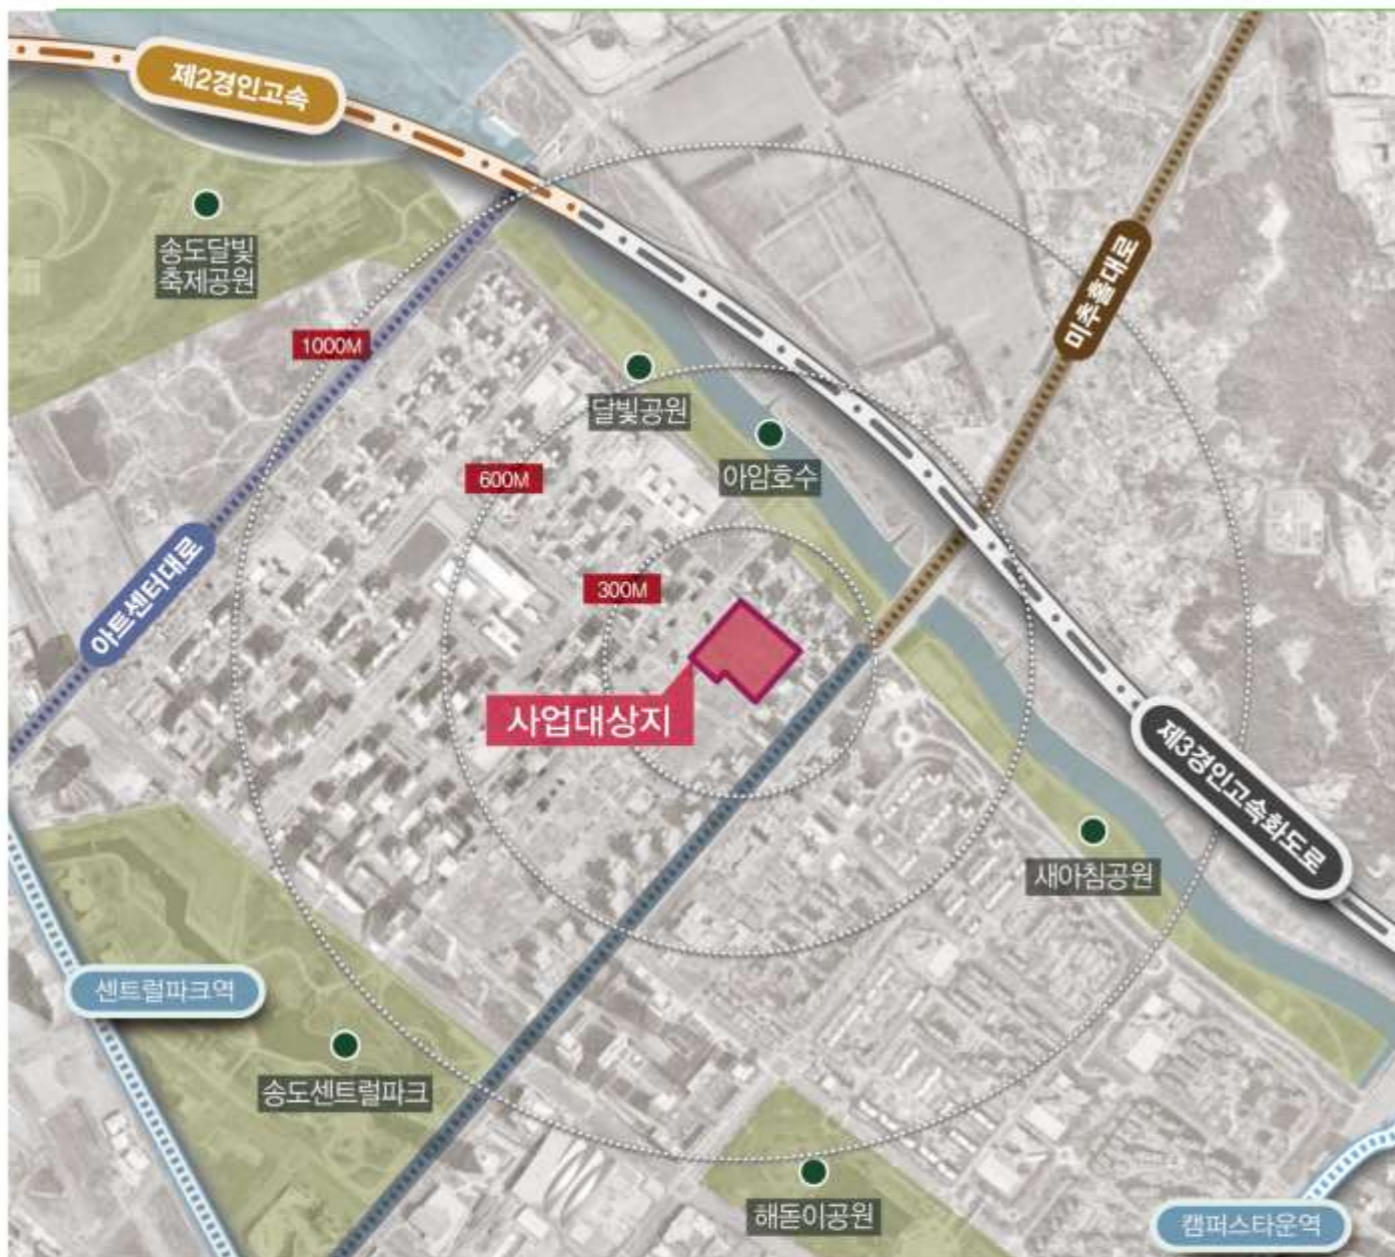 제2경인고속
송도달빛
축제공원
1000M
미추홀대로
달빛공원
아암호수
600M
아트센터대로
300M
사업대상지
제3경인고속화도로
새아침공원
센트럴파크역
송도센트럴파크
해돋이공원
캠퍼스타운역